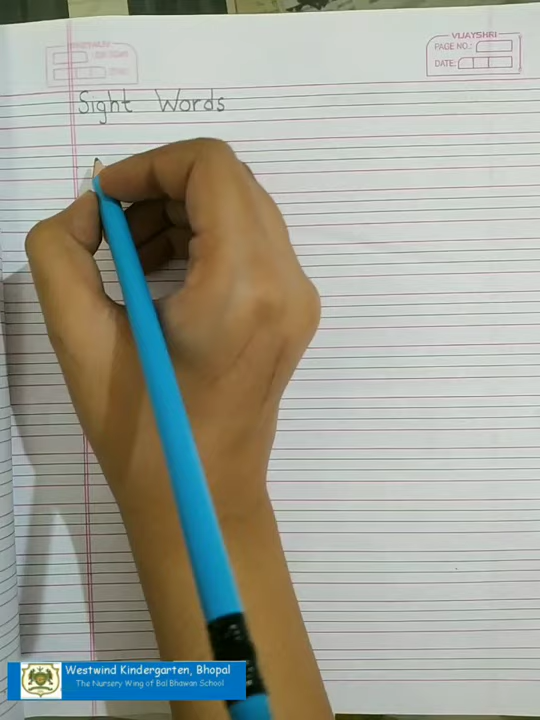 VIJAYSHRI
PAGE NO.:
DATE:
Sight Words
Westwind Kindergarten, Bhopal
The Nursery Wing of Bal Bhawan School